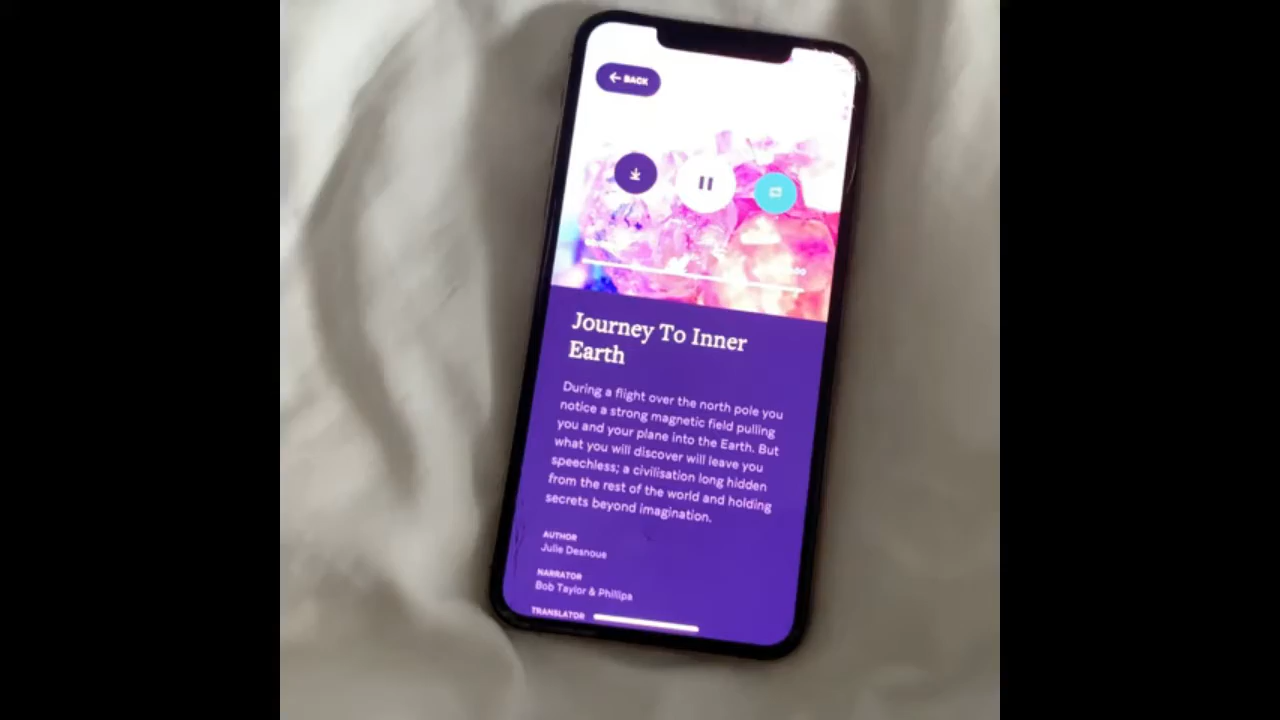 ← BACK
Journey To Inner
Earth
During a flight over the north pole you
notice a strong magnetic field pulling
you and your plane into the Earth. But
what you will discover will leave you
speechless; a civilisation long hidden
from the rest of the world and holding
secrets beyond imagination.
AUTHOR
Julie Desnoue
NARRATOR
Bob Taylor & Phillipa
TRANSLATOR